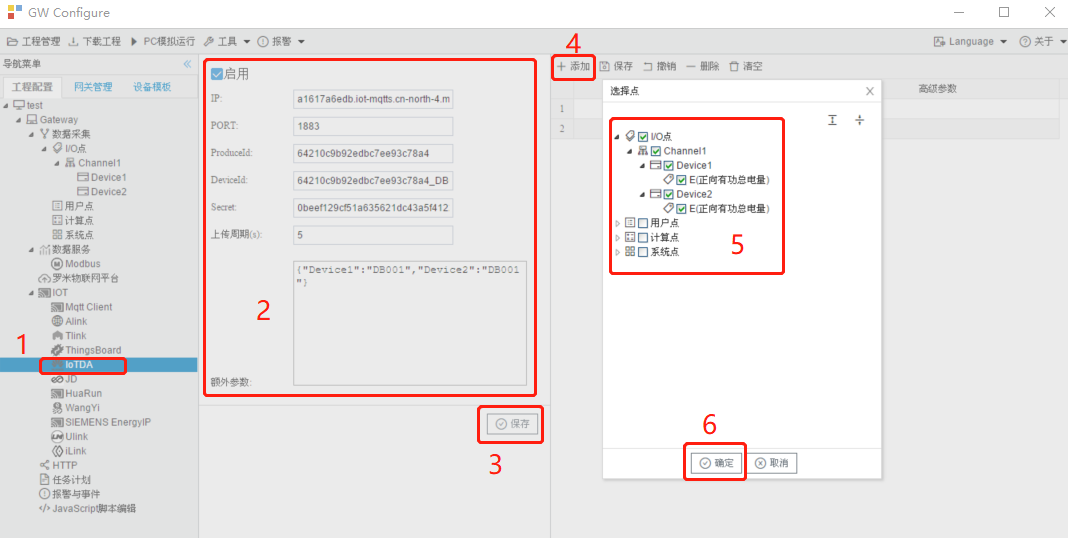 GW Configure
工程管理 下载工程 PC模拟运行 工具 报警 Language 关于
导航菜单
工程配置 网关管理 设备模板
test
Gateway
数据采集
I/O点
Channel1
Device1
Device2
用户点
计算点
系统点
数据服务
Modbus
罗米物联网平台
IOT
Mqtt Client
Alink
Tlink
ThingsBoard
1
IoTDA
JD
HuaRun
WangYi
SIEMENS EnergyIP
Ulink
iLink
HTTP
任务计划
报警与事件
JavaScript脚本编辑
启用
IP: a1617a6edb.iot-mqtts.cn-north-4.m
PORT: 1883
ProduceId: 64210c9b92edbc7ee93c78a4
DeviceId: 64210c9b92edbc7ee93c78a4_DB
Secret: 0beef129cf51a635621dc43a5f412
上传周期(s): 5
{"Device1":"DB001","Device2":"DB001
"}
2
额外参数:
保存
3
4
添加 保存 撤销 删除 清空
高级参数
1
2
选择点
I/O点
Channel1
Device1
E(正向有功总电量)
Device2
E(正向有功总电量)
用户点
计算点
系统点
5
6
确定 取消